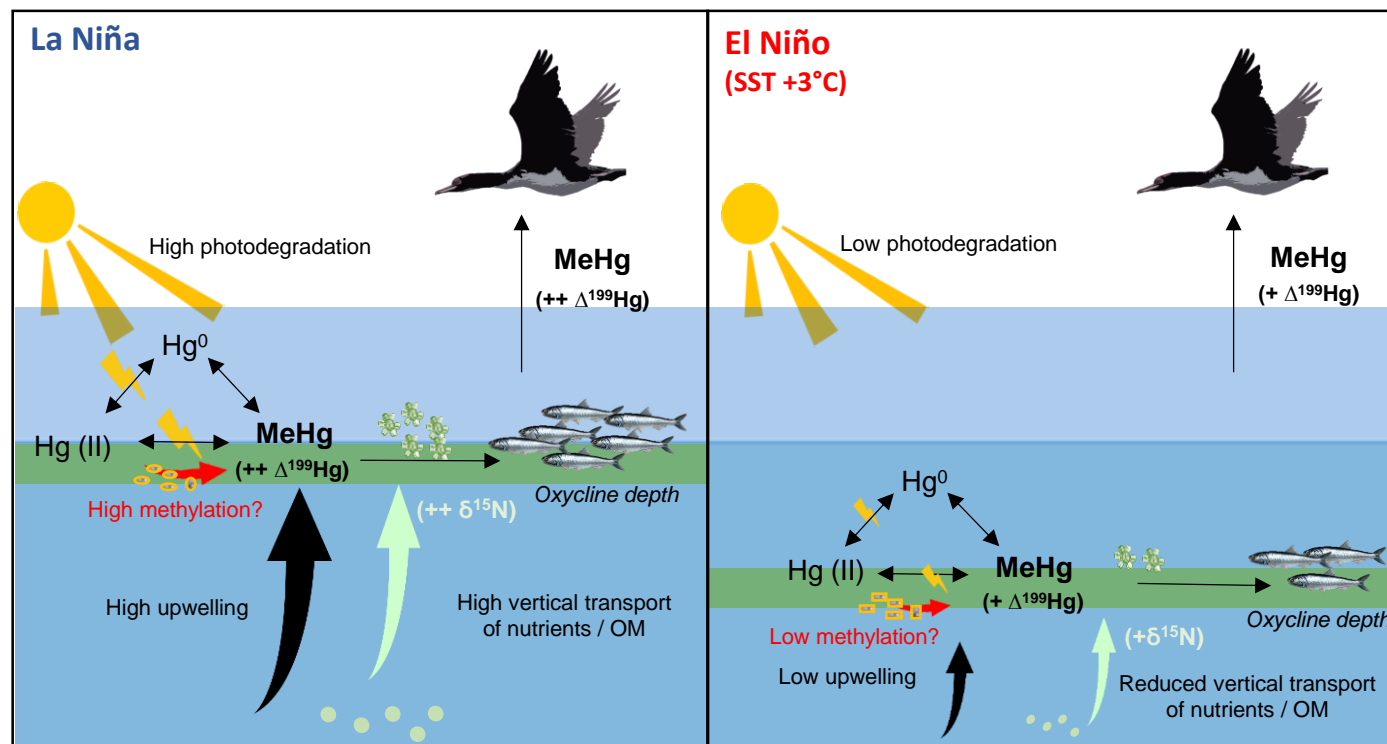 La Niña
High photodegradation
MeHg
(++ Δ¹⁹⁹Hg)
Hg⁰
Hg (II)
MeHg
(++ Δ¹⁹⁹Hg)
Oxycline depth
High methylation?
(++ δ¹⁵N)
High upwelling
High vertical transport
of nutrients / OM
El Niño
(SST +3°C)
Low photodegradation
MeHg
(+ Δ¹⁹⁹Hg)
Hg⁰
Hg (II)
MeHg
(+ Δ¹⁹⁹Hg)
Oxycline depth
Low methylation?
(+δ¹⁵N)
Low upwelling
Reduced vertical transport
of nutrients / OM